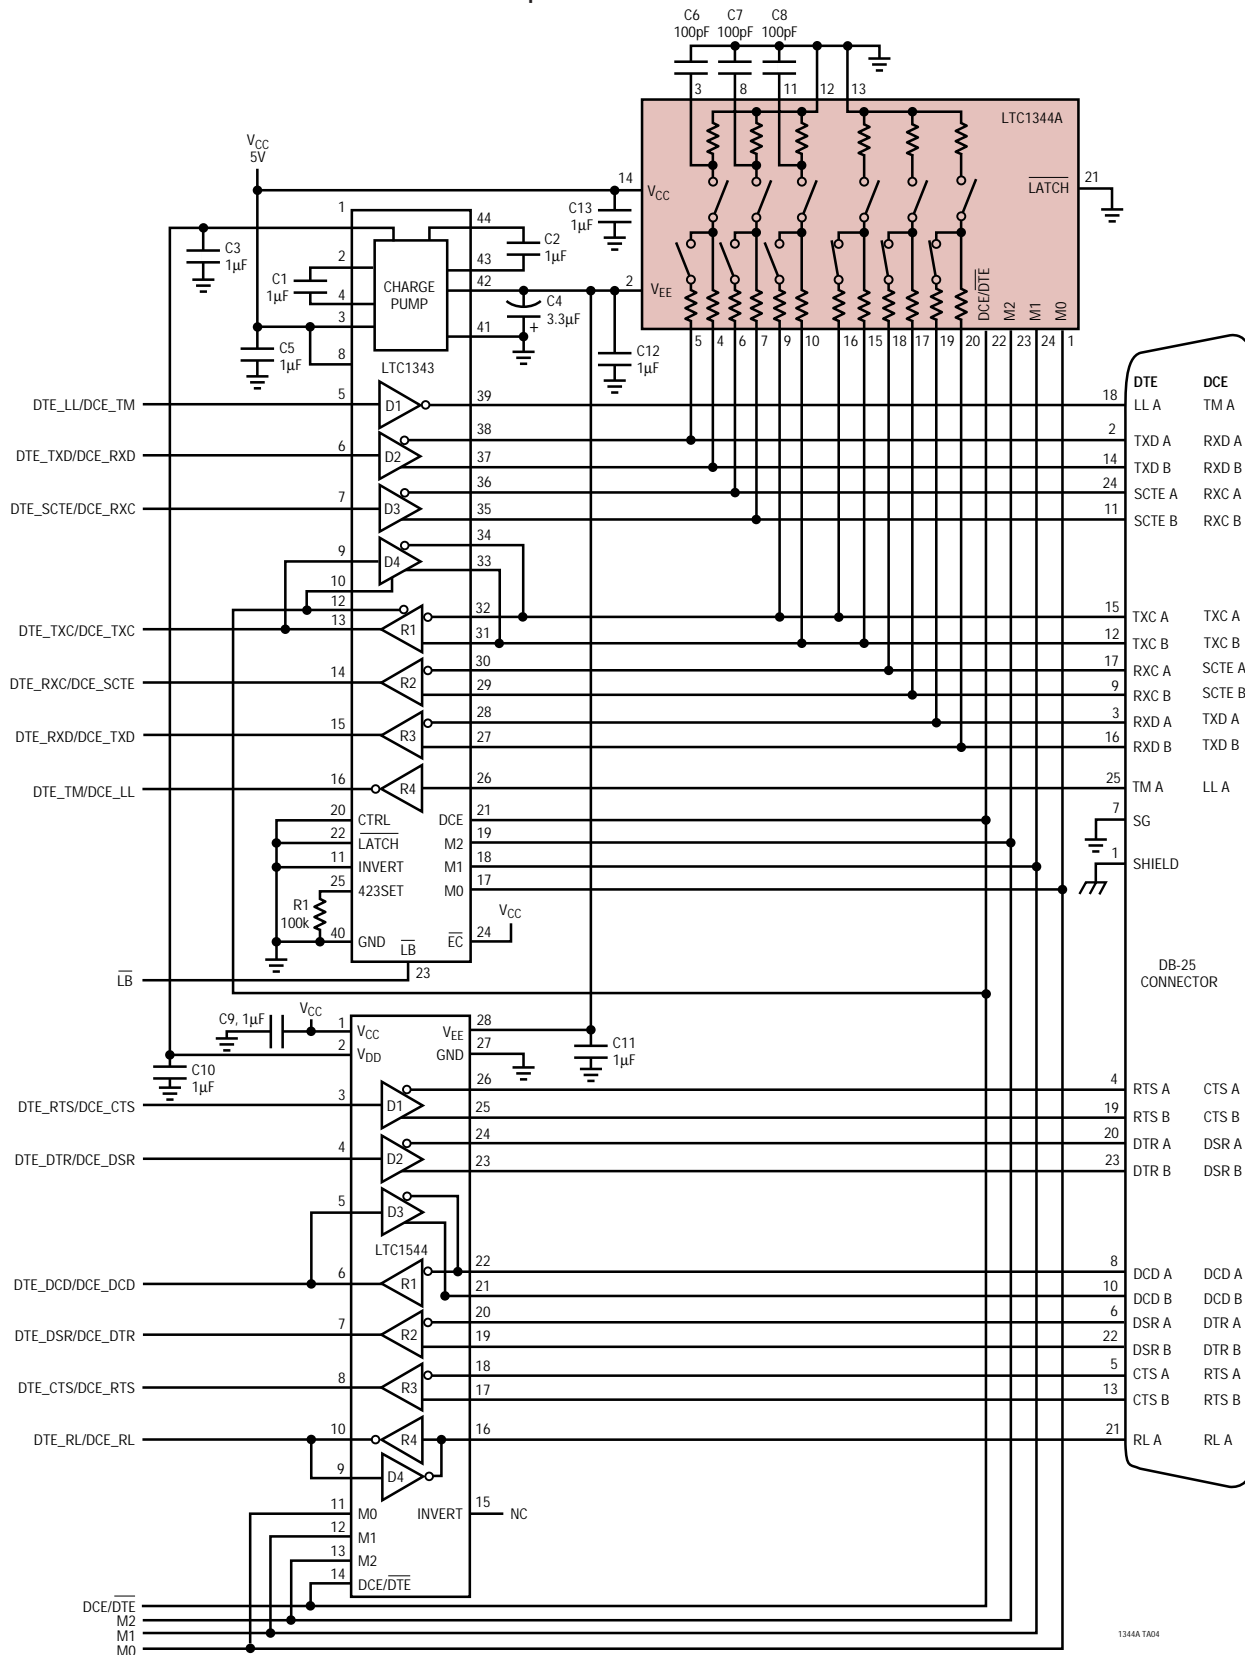 C6 C7 C8
100pF 100pF 100pF
3 8 11 12 13
LTC1344A
VCC
5V
14 VCC
LATCH 21
C13
1µF
1 44
C3
1µF
C2
1µF
2 43
C1
1µF
CHARGE
PUMP
42 2 VEE
DCE/DTE M2 M1 M0
4
C4
3.3µF
+
3 41
C5
1µF
C12
1µF
8
LTC1343
5 4 6 7 9 10 16 15 18 17 19 20 22 23 24 1
DTE DCE
DTE_LL/DCE_TM 5 D1 39 18 LL A TM A
38 2 TXD A RXD A
DTE_TXD/DCE_RXD 6 D2 37 14 TXD B RXD B
36 24 SCTE A RXC A
DTE_SCTE/DCE_RXC 7 D3 35 11 SCTE B RXC B
34
9 D4 33
10
12 32 15 TXC A TXC A
DTE_TXC/DCE_TXC 13 R1 31 12 TXC B TXC B
30 17 RXC A SCTE A
DTE_RXC/DCE_SCTE 14 R2 29 9 RXC B SCTE B
28 3 RXD A TXD A
DTE_RXD/DCE_TXD 15 R3 27 16 RXD B TXD B
DTE_TM/DCE_LL 16 R4 26 25 TM A LL A
20 CTRL DCE 21 7 SG
22 LATCH M2 19
11 INVERT M1 18 1 SHIELD
25 423SET M0 17
R1
100k
VCC
40 GND LB EC 24
LB 23
DB-25
CONNECTOR
C9, 1µF VCC
1 VCC VEE 28
2 VDD GND 27
C11
1µF
C10
1µF
26 4 RTS A CTS A
DTE_RTS/DCE_CTS 3 D1 25 19 RTS B CTS B
24 20 DTR A DSR A
DTE_DTR/DCE_DSR 4 D2 23 23 DTR B DSR B
5 D3
LTC1544
22 8 DCD A DCD A
DTE_DCD/DCE_DCD 6 R1 21 10 DCD B DCD B
20 6 DSR A DTR A
DTE_DSR/DCE_DTR 7 R2 19 22 DSR B DTR B
18 5 CTS A RTS A
DTE_CTS/DCE_RTS 8 R3 17 13 CTS B RTS B
DTE_RL/DCE_RL 10 R4 16 21 RL A RL A
9 D4
11 M0 INVERT 15 NC
12 M1
13 M2
14 DCE/DTE
DCE/DTE
M2
M1
M0
1344A TA04